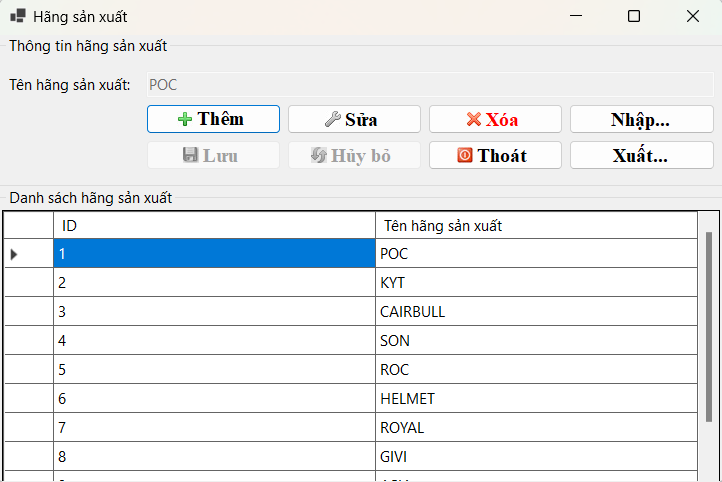 Hãng sản xuất
Thông tin hãng sản xuất
Tên hãng sản xuất: POC
Thêm Sửa Xóa Nhập...
Lưu Hủy bỏ Thoát Xuất...
Danh sách hãng sản xuất
ID Tên hãng sản xuất
1 POC
2 KYT
3 CAIRBULL
4 SON
5 ROC
6 HELMET
7 ROYAL
8 GIVI